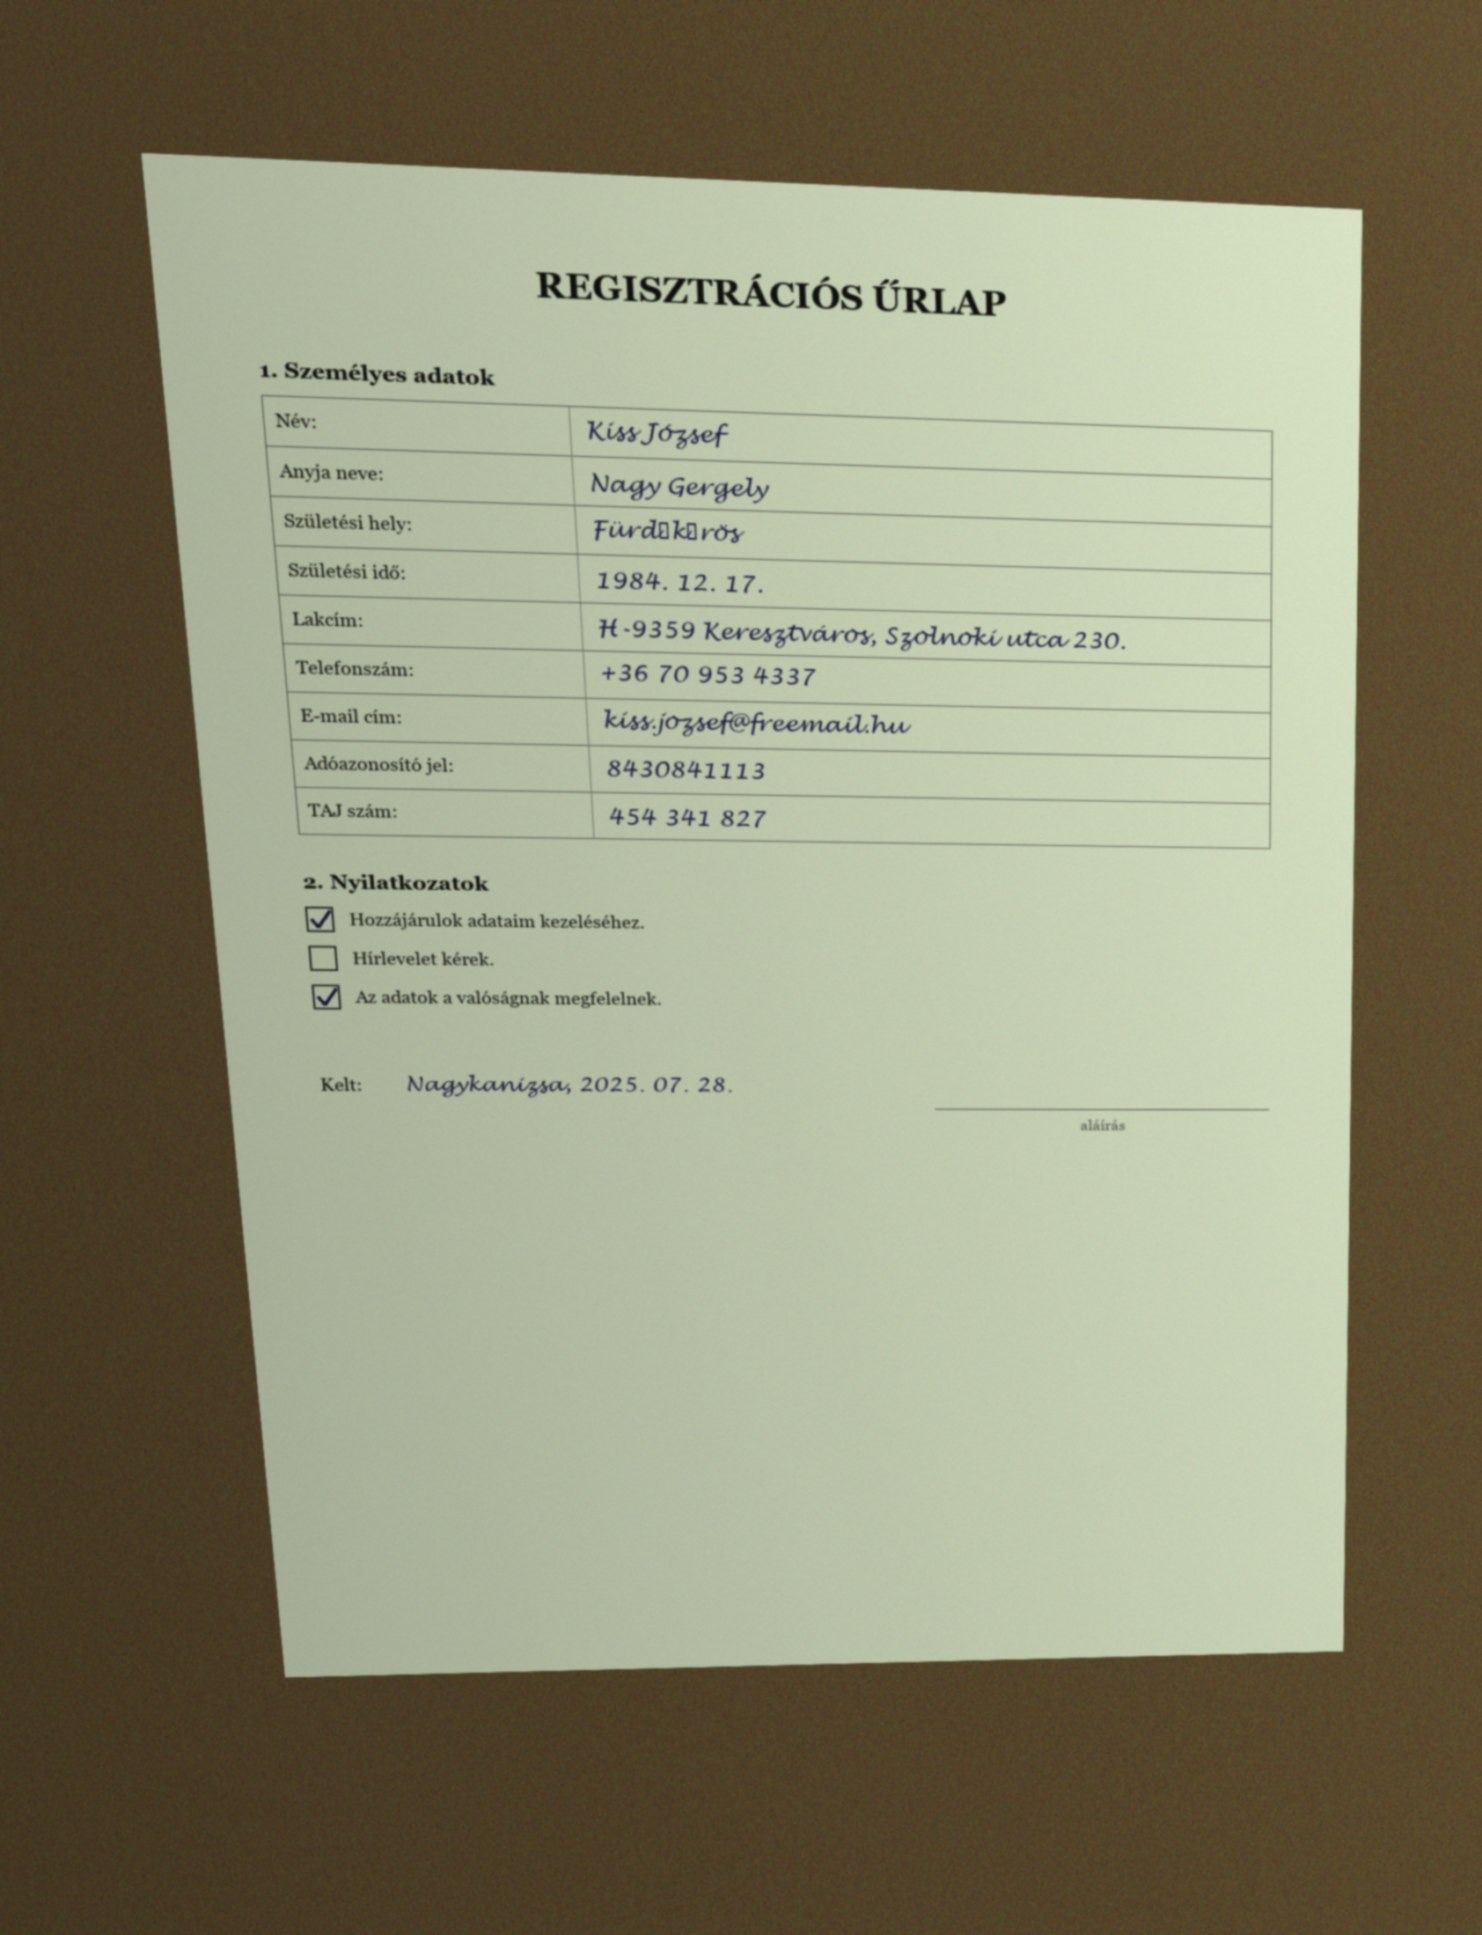 REGISZTRÁCIÓS ŰRLAP
1. Személyes adatok
Név: Kiss József
Anyja neve: Nagy Gergely
Születési hely: Fürd▯k▯rös
Születési idő: 1984. 12. 17.
Lakcím: H-9359 Keresztváros, Szolnoki utca 230.
Telefonszám: +36 70 953 4337
E-mail cím: kiss.jozsef@freemail.hu
Adóazonosító jel: 8430841113
TAJ szám: 454 341 827
2. Nyilatkozatok
Hozzájárulok adataim kezeléséhez.
Hírlevelet kérek.
Az adatok a valóságnak megfelelnek.
Kelt: Nagykanizsa, 2025. 07. 28.
aláírás